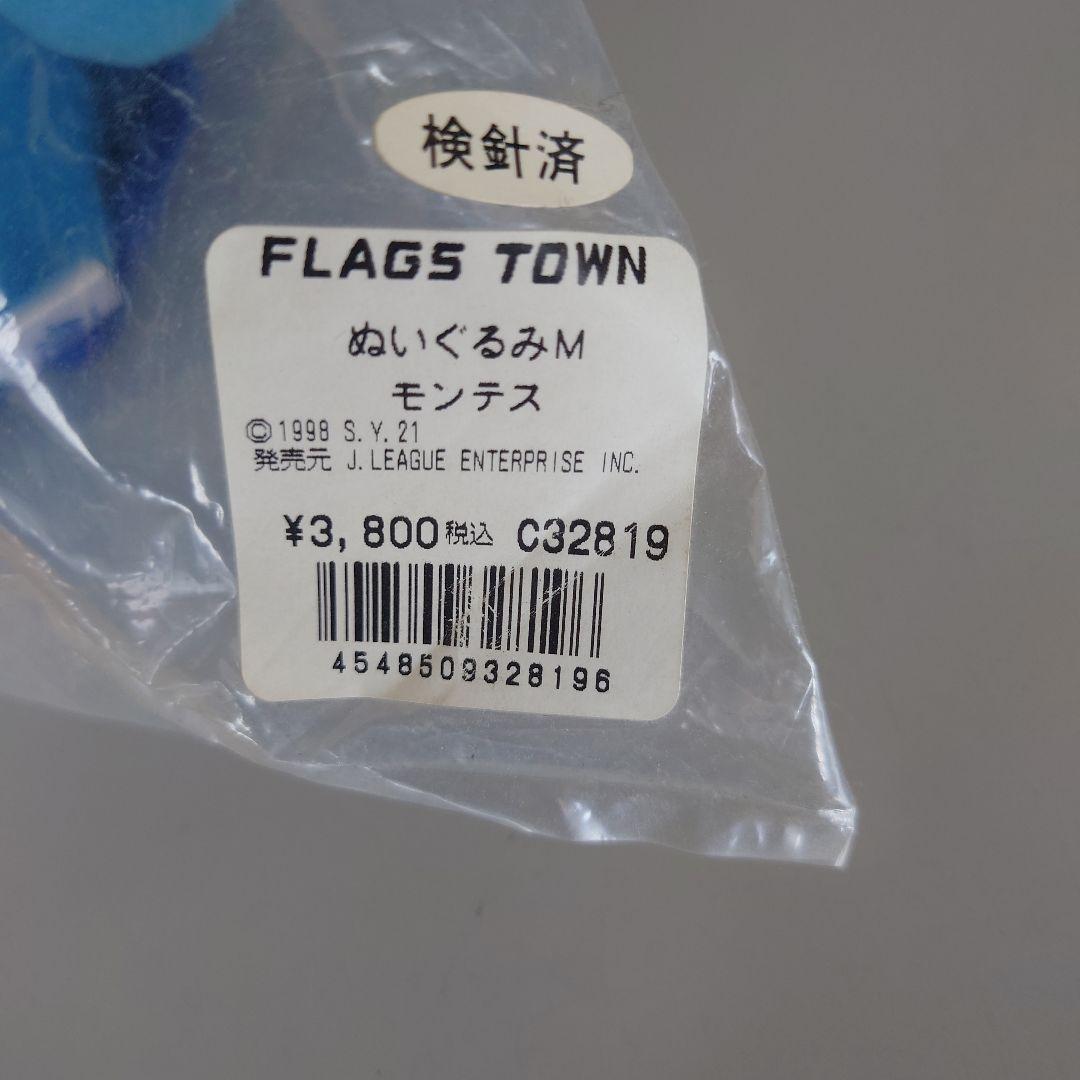 検針済
FLAGS TOWN
ぬいぐるみM
モンテス
©1998 S.Y.21
発売元 J.LEAGUE ENTERPRISE INC.
¥3,800税込 C32819
4548509328196